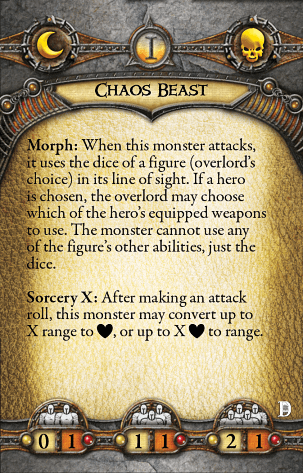 I
CHAOS BEAST
Morph: When this monster attacks,
it uses the dice of a figure (overlord's
choice) in its line of sight. If a hero
is chosen, the overlord may choose
which of the hero's equipped weapons
to use. The monster cannot use any
of the figure's other abilities, just the
dice.
Sorcery X: After making an attack
roll, this monster may convert up to
X range to ♥, or up to X ♥ to range.
D
0 1 1 1 2 1